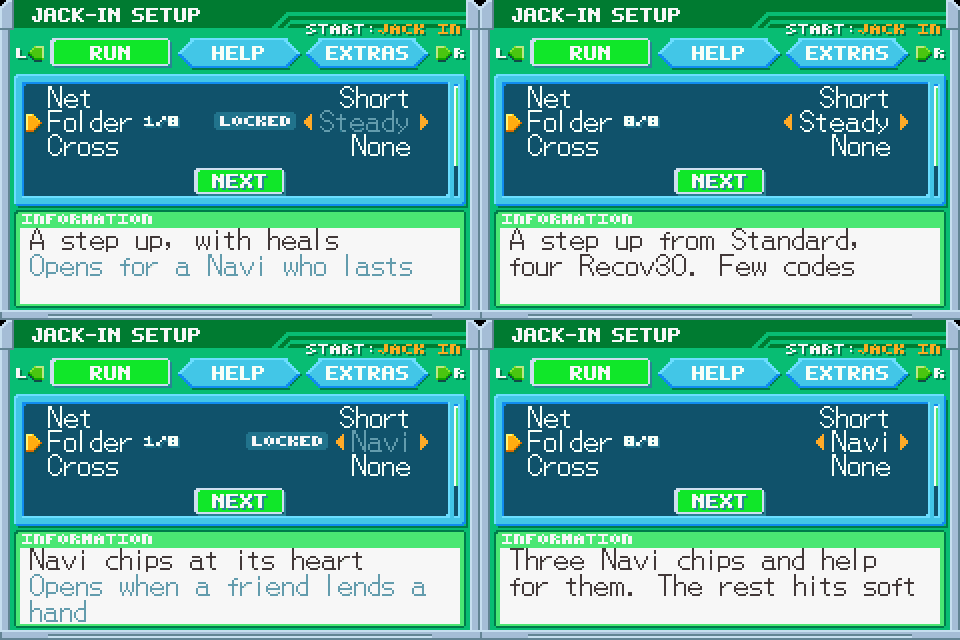 JACK-IN SETUP
START:JACK IN
L RUN HELP EXTRAS R
Net Short
Folder 1/8 LOCKED Steady
Cross None
NEXT
INFORMATION
A step up, with heals
Opens for a Navi who lasts
JACK-IN SETUP
START:JACK IN
L RUN HELP EXTRAS R
Net Short
Folder 8/8 Steady
Cross None
NEXT
INFORMATION
A step up from Standard,
four Recov30. Few codes
JACK-IN SETUP
START:JACK IN
L RUN HELP EXTRAS R
Net Short
Folder 1/8 LOCKED Navi
Cross None
NEXT
INFORMATION
Navi chips at its heart
Opens when a friend lends a
hand
JACK-IN SETUP
START:JACK IN
L RUN HELP EXTRAS R
Net Short
Folder 8/8 Navi
Cross None
NEXT
INFORMATION
Three Navi chips and help
for them. The rest hits soft